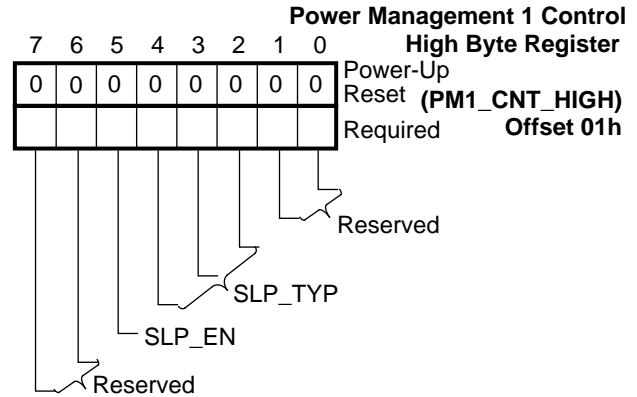 Power Management 1 Control
High Byte Register
(PM1_CNT_HIGH)
Offset 01h
7 6 5 4 3 2 1 0
0 0 0 0 0 0 0 0
Power-Up
Reset
Required
Reserved
SLP_TYP
SLP_EN
Reserved